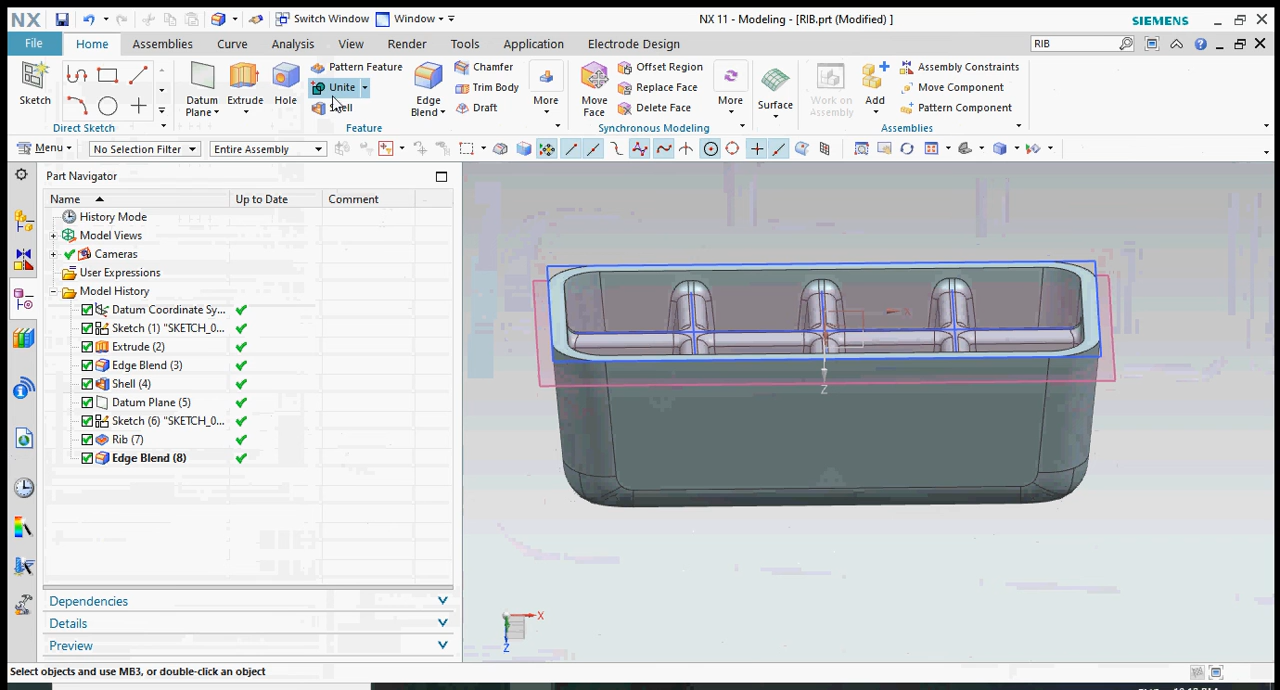 NX Switch Window Window NX 11 - Modeling - [RIB.prt (Modified) ] SIEMENS
File Home Assemblies Curve Analysis View Render Tools Application Electrode Design RIB
Sketch Direct Sketch
Datum Plane Extrude Hole Pattern Feature Unite Shell Edge Blend Chamfer Trim Body Draft More Feature
Move Face Offset Region Replace Face Delete Face More Synchronous Modeling
Surface
Work on Assembly Add Assembly Constraints Move Component Pattern Component Assemblies
Menu No Selection Filter Entire Assembly
Part Navigator
Name Up to Date Comment
History Mode
Model Views
Cameras
User Expressions
Model History
Datum Coordinate Sy...
Sketch (1) "SKETCH_0...
Extrude (2)
Edge Blend (3)
Shell (4)
Datum Plane (5)
Sketch (6) "SKETCH_0...
Rib (7)
Edge Blend (8)
Dependencies
Details
Preview
X
Z
X
Z
Select objects and use MB3, or double-click an object